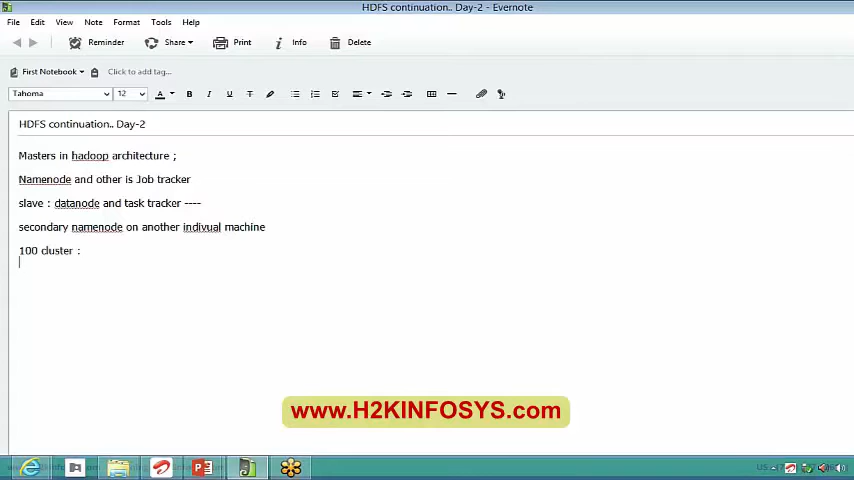 HDFS continuation.. Day-2 - Evernote
File Edit View Note Format Tools Help
Reminder Share Print Info Delete
First Notebook Click to add tag...
Tahoma 12 A B I U T
HDFS continuation.. Day-2
Masters in hadoop architecture ;
Namenode and other is Job tracker
slave : datanode and task tracker ----
secondary namenode on another indivual machine
100 cluster :
www.H2KINFOSYS.com
US